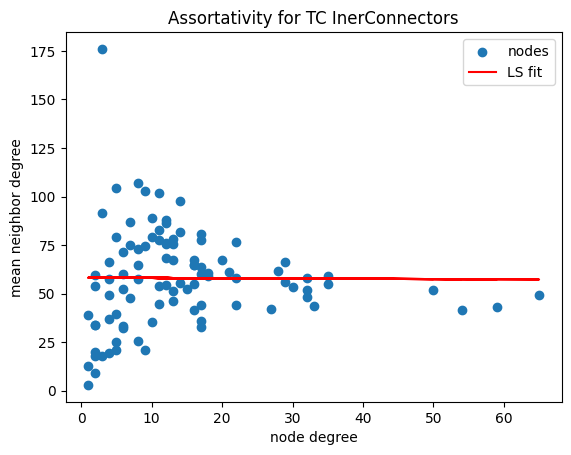 Assortativity for TC InerConnectors
nodes
LS fit
mean neighbor degree
175
150
125
100
75
50
25
0
0 10 20 30 40 50 60
node degree